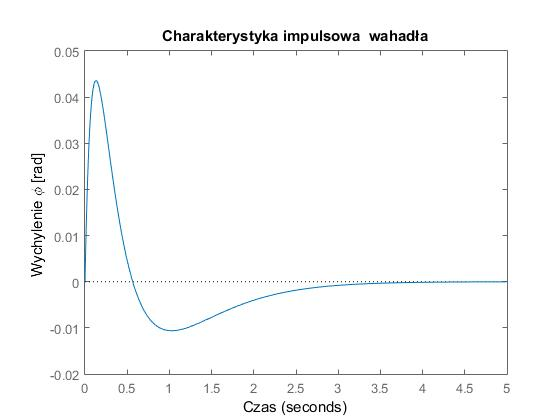 Charakterystyka impulsowa wahadła
Wychylenie ϕ [rad]
0.05
0.04
0.03
0.02
0.01
0
-0.01
-0.02
0 0.5 1 1.5 2 2.5 3 3.5 4 4.5 5
Czas (seconds)